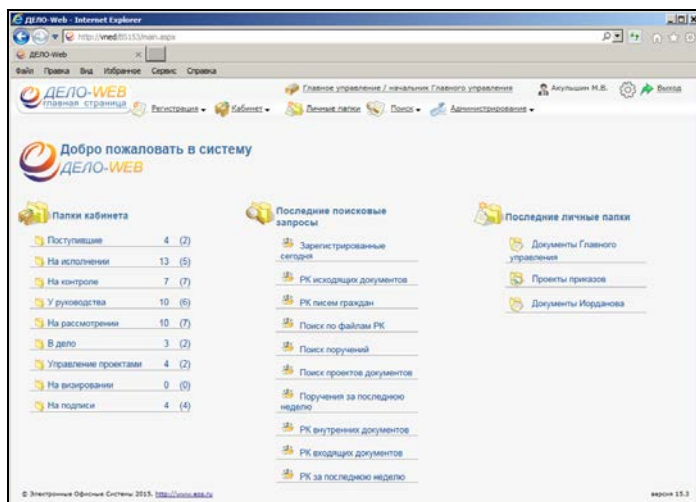 ДЕЛО-Web - Internet Explorer
http://vned/15153/main.aspx
ДЕЛО-Web
Файл Правка Вид Избранное Сервис Справка
ДЕЛО-WEB
главная страница
Главное управление / начальник Главного управления
Акулышин М.В.
Выход
Регистрация Кабинет Личные папки Поиск Администрирование
Добро пожаловать в систему
ДЕЛО-WEB
Папки кабинета
Поступившие 4 (2)
На исполнении 13 (5)
На контроле 7 (7)
У руководства 10 (6)
На рассмотрении 10 (7)
В дело 3 (2)
Управление проектами 4 (2)
На визировании 0 (0)
На подписи 4 (4)
Последние поисковые
запросы
Зарегистрированные
сегодня
РК исходящих документов
РК писем граждан
Поиск по файлам РК
Поиск поручений
Поиск проектов документов
Поручения за последнюю
неделю
РК внутренних документов
РК входящих документов
РК за последнюю неделю
Последние личные папки
Документы Главного
управления
Проекты приказов
Документы Иорданова
© Электронные Офисные Системы 2015, http://www.eos.ru
версия 15.3